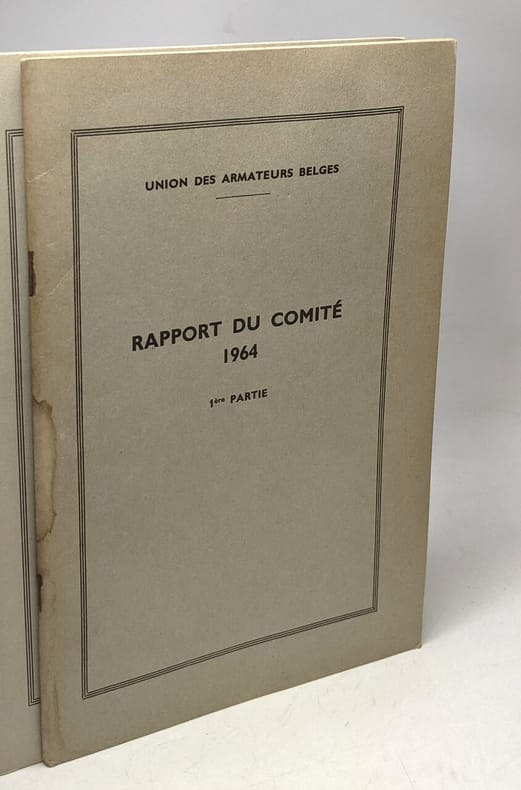 UNION DES ARMATEURS BELGES
RAPPORT DU COMITÉ
1964
1ère PARTIE